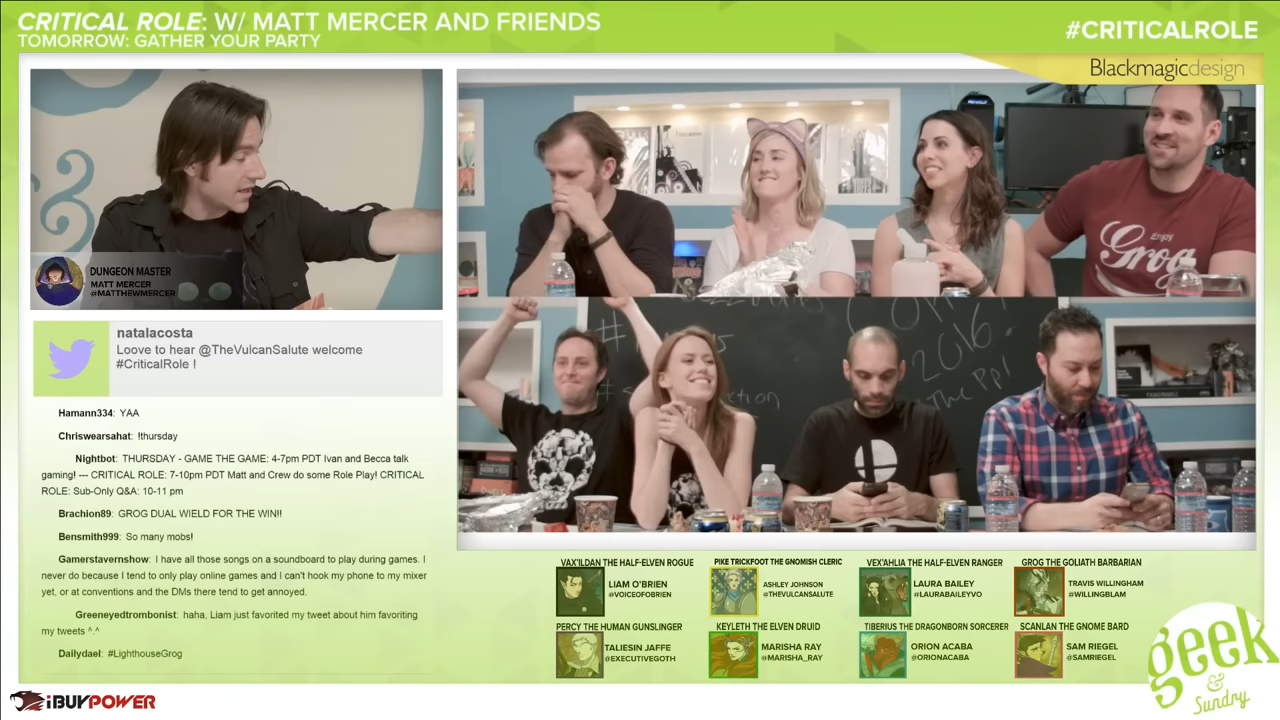 CRITICAL ROLE: W/ MATT MERCER AND FRIENDS
TOMORROW: GATHER YOUR PARTY
#CRITICALROLE
Blackmagicdesign
DUNGEON MASTER
MATT MERCER
@MATTHEWMERCER
Enjoy
Grog
2016
The Ppl
natalacosta
Loove to hear @TheVulcanSalute welcome
#CriticalRole !
Hamann334: YAA
Chriswearsahat: !thursday
Nightbot: THURSDAY - GAME THE GAME: 4-7pm PDT Ivan and Becca talk
gaming! --- CRITICAL ROLE: 7-10pm PDT Matt and Crew do some Role Play! CRITICAL
ROLE: Sub-Only Q&A: 10-11 pm
Brachion89: GROG DUAL WIELD FOR THE WIN!!
Bensmith999: So many mobs!
Gamerstavernshow: I have all those songs on a soundboard to play during games. I
never do because I tend to only play online games and I can't hook my phone to my mixer
yet, or at conventions and the DMs there tend to get annoyed.
Greeneyedtrombonist: haha, Liam just favorited my tweet about him favoriting
my tweets ^.^
Dailydael: #LighthouseGrog
VAX'ILDAN THE HALF-ELVEN ROGUE
LIAM O'BRIEN
@VOICEOFOBRIEN
PIKE TRICKFOOT THE GNOMISH CLERIC
ASHLEY JOHNSON
@THEVULCANSALUTE
VEX'AHLIA THE HALF-ELVEN RANGER
LAURA BAILEY
@LAURABAILEYVO
GROG THE GOLIATH BARBARIAN
TRAVIS WILLINGHAM
@WILLINGBLAM
PERCY THE HUMAN GUNSLINGER
TALIESIN JAFFE
@EXECUTIVEGOTH
KEYLETH THE ELVEN DRUID
MARISHA RAY
@MARISHA_RAY
TIBERIUS THE DRAGONBORN SORCERER
ORION ACABA
@ORIONACABA
SCANLAN THE GNOME BARD
SAM RIEGEL
@SAMRIEGEL
geek
&
Sundry
iBUYPOWER